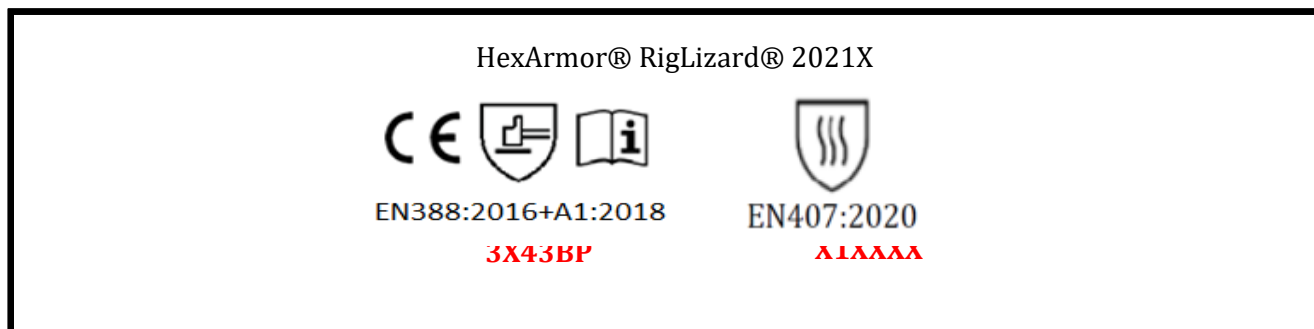 HexArmor® RigLizard® 2021X
CE i
EN388:2016+A1:2018
EN407:2020
3X43BP
X1XXXX